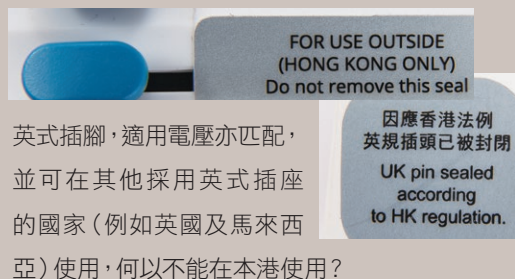 FOR USE OUTSIDE
(HONG KONG ONLY)
Do not remove this seal
因應香港法例
英規插頭已被封閉
UK pin sealed
according
to HK regulation.
英式插腳，適用電壓亦匹配，
並可在其他採用英式插座
的國家（例如英國及馬來西
亞）使用，何以不能在本港使用？